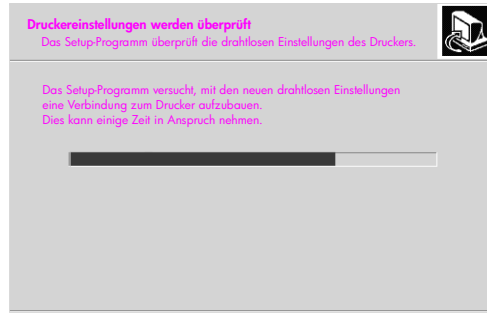 Druckereinstellungen werden überprüft
Das Setup-Programm überprüft die drahtlosen Einstellungen des Druckers.
Das Setup-Programm versucht, mit den neuen drahtlosen Einstellungen
eine Verbindung zum Drucker aufzubauen.
Dies kann einige Zeit in Anspruch nehmen.